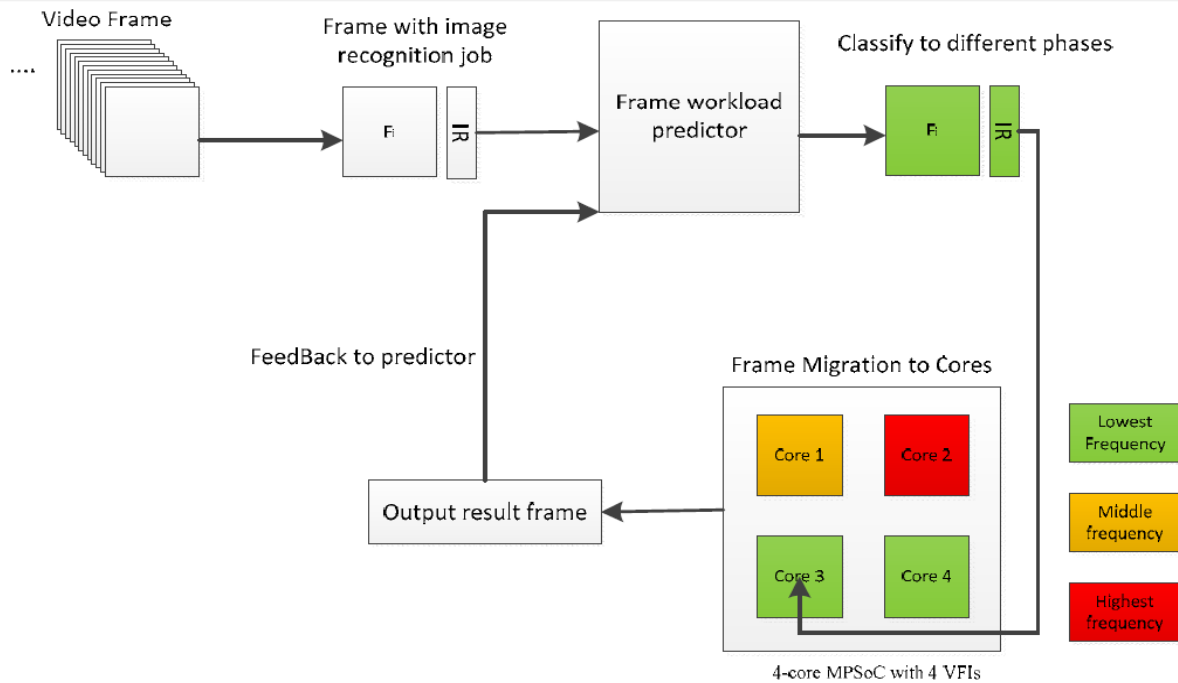 Video Frame
....
Frame with image
recognition job
Fi
IR
Frame workload
predictor
Classify to different phases
Fi
IR
FeedBack to predictor
Frame Migration to Cores
Core 1
Core 2
Core 3
Core 4
Output result frame
Lowest
Frequency
Middle
frequency
Highest
frequency
4-core MPSoC with 4 VFIs